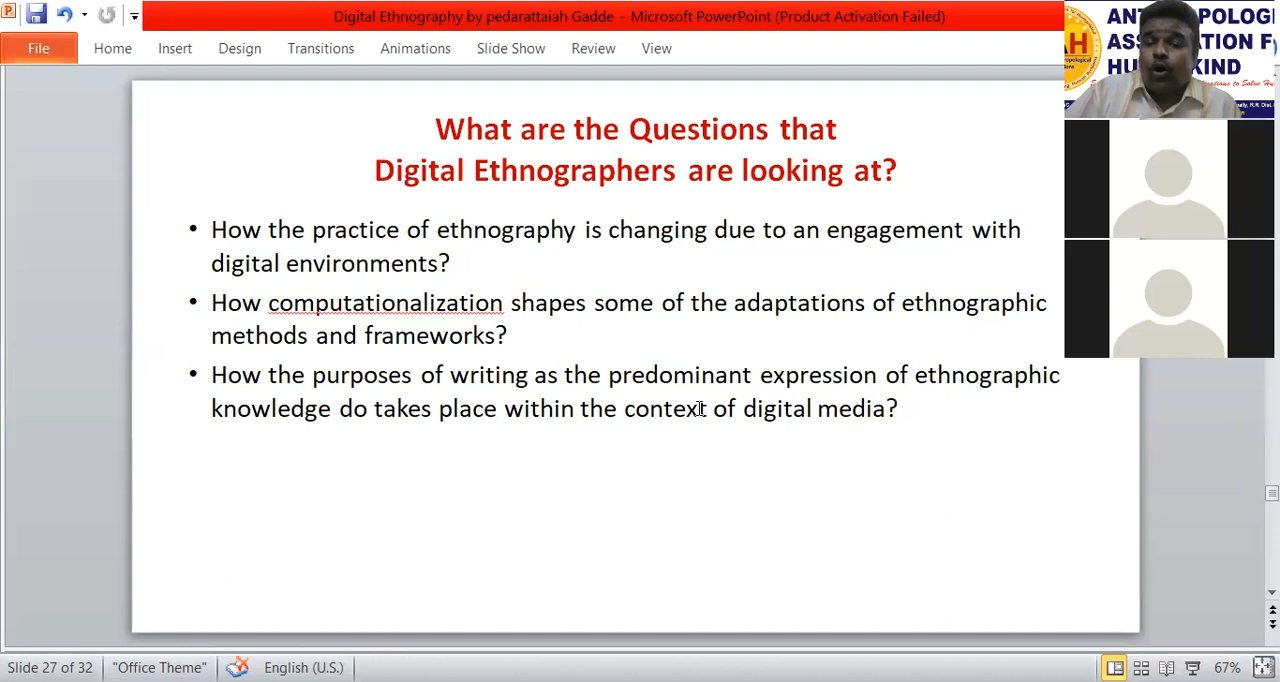 Digital Ethnography by pedarattaiah Gadde - Microsoft PowerPoint (Product Activation Failed)
File Home Insert Design Transitions Animations Slide Show Review View
What are the Questions that
Digital Ethnographers are looking at?
• How the practice of ethnography is changing due to an engagement with
digital environments?
• How computationalization shapes some of the adaptations of ethnographic
methods and frameworks?
• How the purposes of writing as the predominant expression of ethnographic
knowledge do takes place within the context of digital media?
Slide 27 of 32 "Office Theme" English (U.S.) 67%